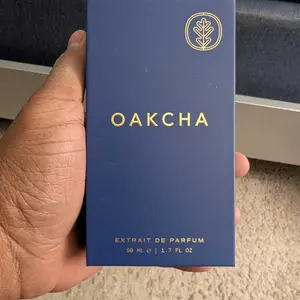 OAKCHA
EXTRAIT DE PARFUM
50 ML ℮ | 1.7 FL OZ